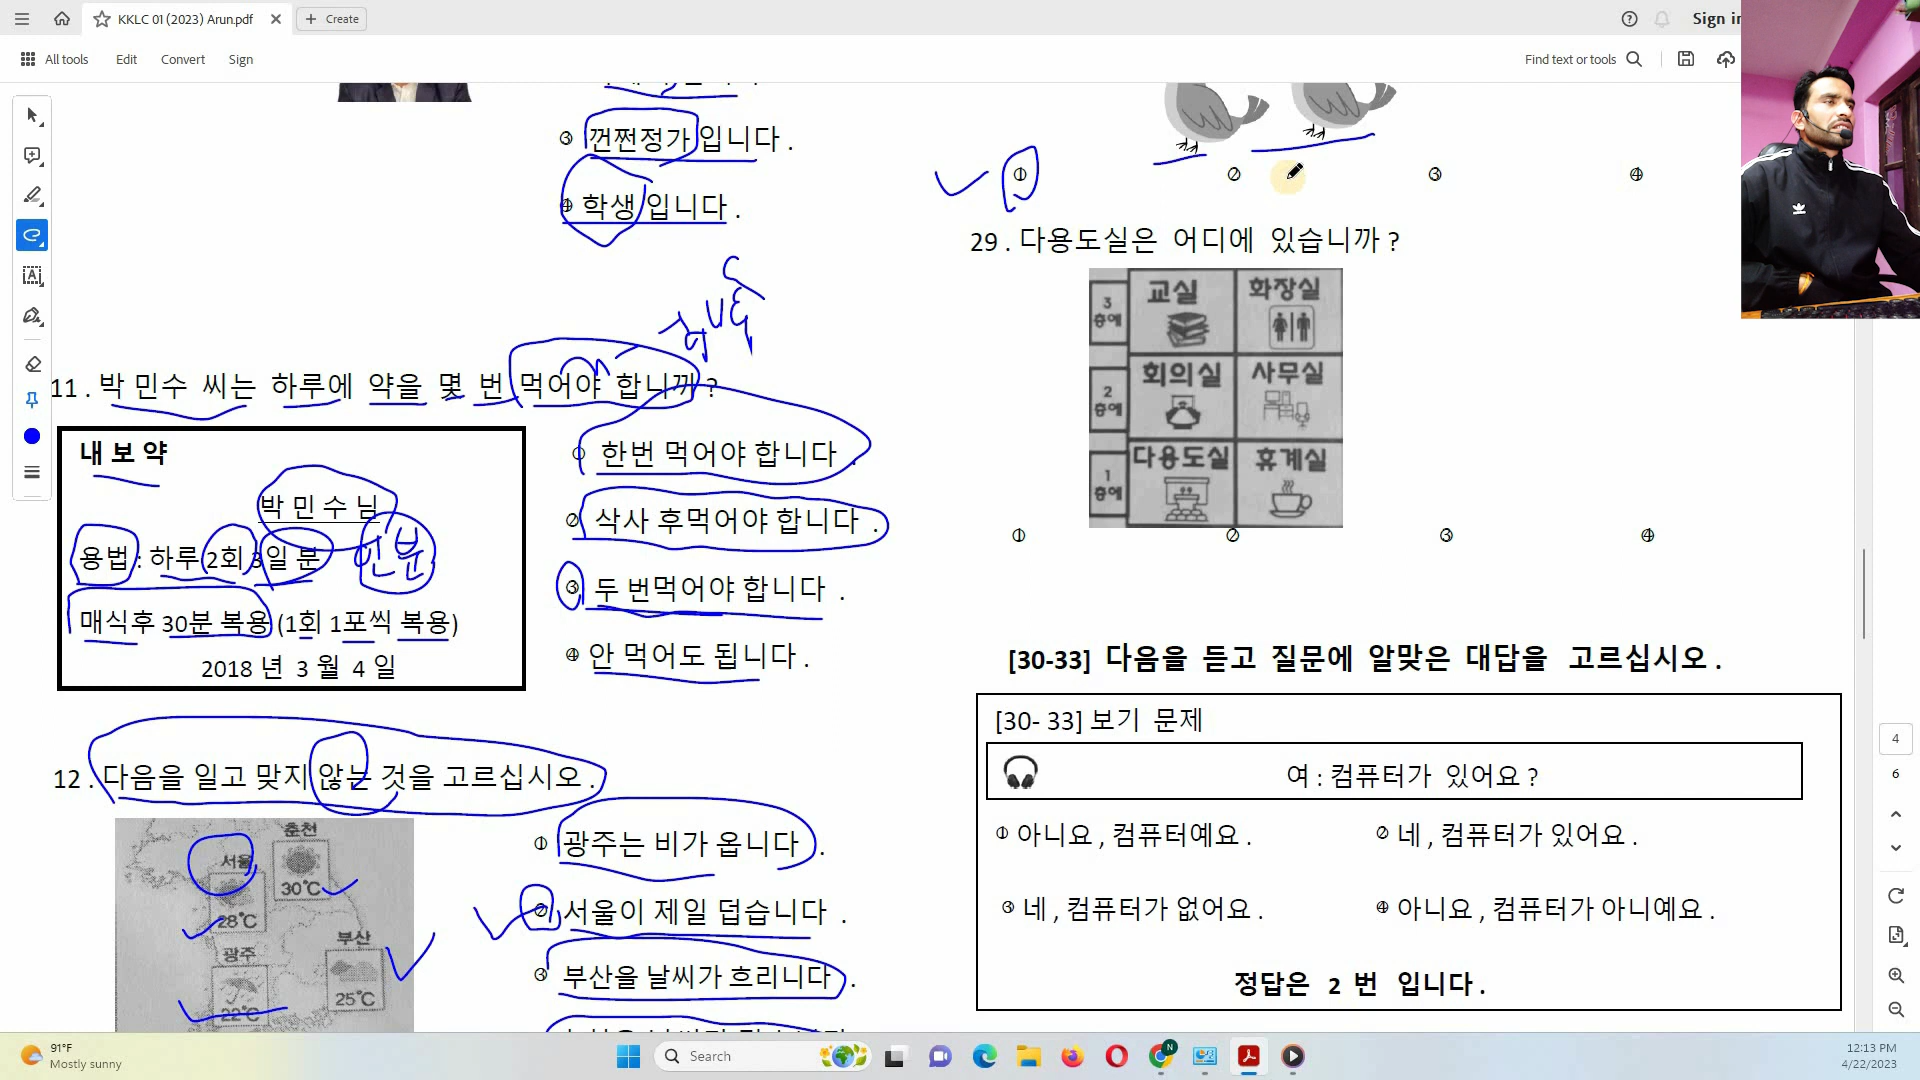 KKLC 01 (2023) Arun.pdf
Create
Sign in
All tools
Edit
Convert
Sign
Find text or tools
③ 껀쩐정가 입니다 .
④ 학생 입니다 .
11 . 박 민수 씨는 하루에 약을 몇 번 먹어야 합니까 ?
내 보 약
박 민 수 님
용법 : 하루 2회 3일 분
인분
매식후 30분 복용 (1회 1포씩 복용)
2018 년 3 월 4 일
① 한번 먹어야 합니다 .
② 삭사 후먹어야 합니다 .
③ 두 번먹어야 합니다 .
④ 안 먹어도 됩니다 .
12 . 다음을 일고 맞지 않는 것을 고르십시오 .
춘천
30℃
서울
28℃
광주
22℃
부산
25℃
① 광주는 비가 옵니다 .
② 서울이 제일 덥습니다 .
③ 부산을 날씨가 흐리니다 .
① ② ③ ④
29 . 다용도실은 어디에 있습니까 ?
3층에 교실 화장실
2층에 회의실 사무실
1층에 다용도실 휴계실
① ② ③ ④
[30-33] 다음을 듣고 질문에 알맞은 대답을 고르십시오 .
[30- 33] 보기 문제
여 : 컴퓨터가 있어요 ?
① 아니요 , 컴퓨터예요 .
② 네 , 컴퓨터가 있어요 .
③ 네 , 컴퓨터가 없어요 .
④ 아니요 , 컴퓨터가 아니예요 .
정답은 2 번 입니다 .
4
6
91°F
Mostly sunny
Search
12:13 PM
4/22/2023